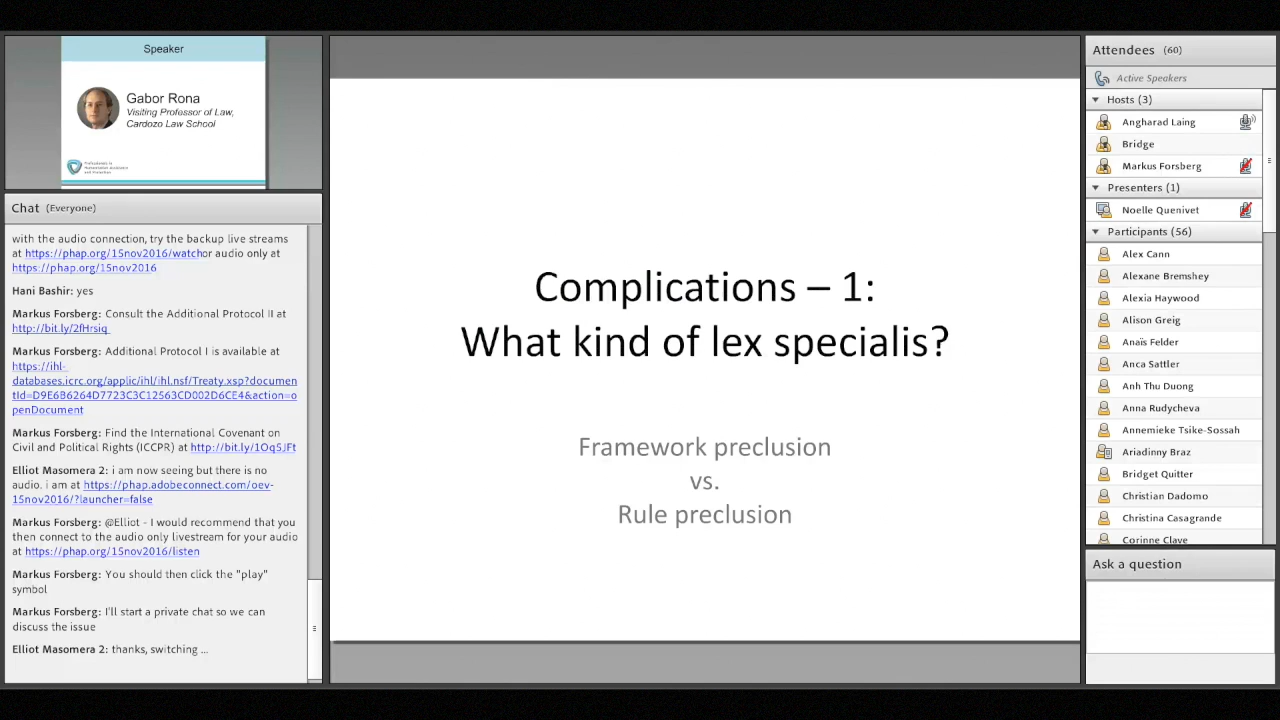 Speaker
Gabor Rona
Visiting Professor of Law,
Cardozo Law School
Professionals in
Humanitarian Assistance
and Protection
Chat (Everyone)
with the audio connection, try the backup live streams
at https://phap.org/15nov2016/watchor audio only at
https://phap.org/15nov2016
Hani Bashir: yes
Markus Forsberg: Consult the Additional Protocol II at
http://bit.ly/2fHrsiq
Markus Forsberg: Additional Protocol I is available at
https://ihl-
databases.icrc.org/applic/ihl/ihl.nsf/Treaty.xsp?documen
tId=D9E6B6264D7723C3C12563CD002D6CE4&action=o
penDocument
Markus Forsberg: Find the International Covenant on
Civil and Political Rights (ICCPR) at http://bit.ly/1Oq5JFt
Elliot Masomera 2: i am now seeing but there is no
audio. i am at https://phap.adobeconnect.com/oev-
15nov2016/?launcher=false
Markus Forsberg: @Elliot - I would recommend that you
then connect to the audio only livestream for your audio
at https://phap.org/15nov2016/listen
Markus Forsberg: You should then click the "play"
symbol
Markus Forsberg: I'll start a private chat so we can
discuss the issue
Elliot Masomera 2: thanks, switching ...
Complications – 1:
What kind of lex specialis?
Framework preclusion
vs.
Rule preclusion
Attendees (60)
Active Speakers
Hosts (3)
Angharad Laing
Bridge
Markus Forsberg
Presenters (1)
Noelle Quenivet
Participants (56)
Alex Cann
Alexane Bremshey
Alexia Haywood
Alison Greig
Anaïs Felder
Anca Sattler
Anh Thu Duong
Anna Rudycheva
Annemieke Tsike-Sossah
Ariadinny Braz
Bridget Quitter
Christian Dadomo
Christina Casagrande
Corinne Clave
Ask a question